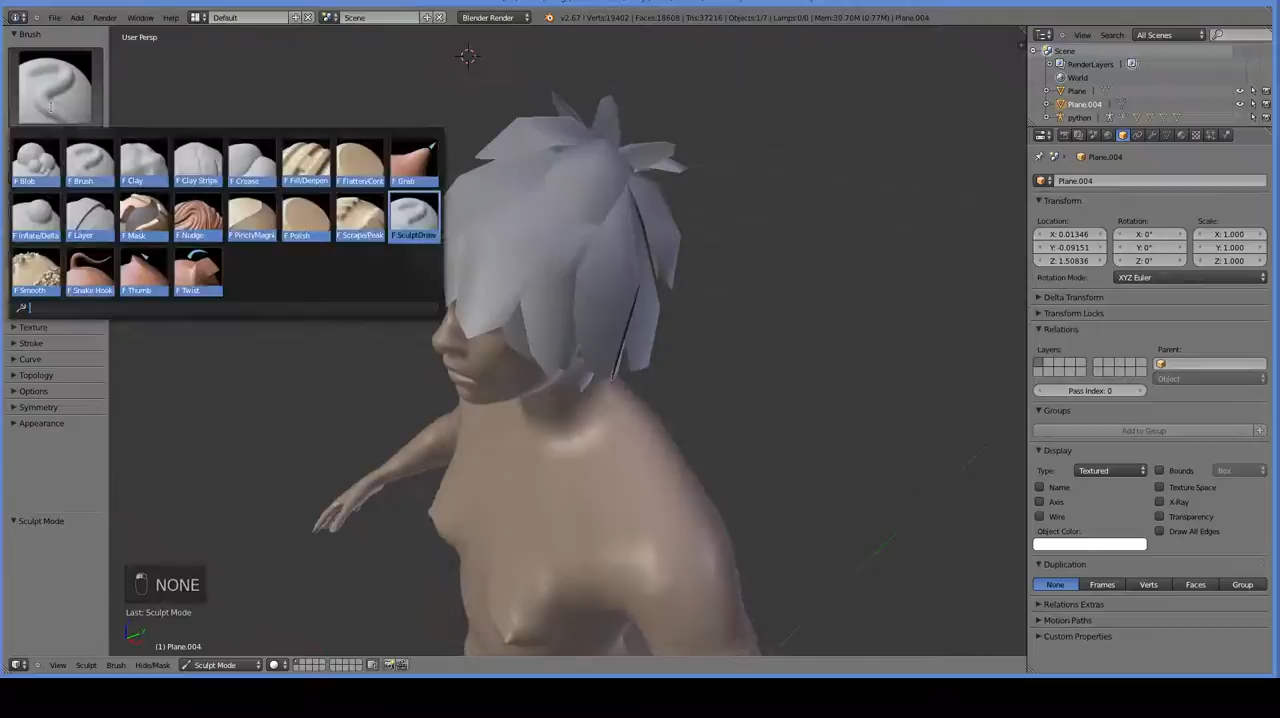 File Add Render Window Help Default Scene Blender Render v2.67 | Verts:19402 | Faces:18608 | Tris:37216 | Objects:1/7 | Lamps:0/0 | Mem:30.70M (0.77M) | Plane.004
Brush
User Persp
F Blob F Brush F Clay F Clay Strips F Crease F Fill/Deepen F Flatten/Cont F Grab
F Inflate/Defla F Layer F Mask F Nudge F Pinch/Magni F Polish F Scrape/Peak F SculptDraw
F Smooth F Snake Hook F Thumb F Twist
Texture
Stroke
Curve
Topology
Options
Symmetry
Appearance
Sculpt Mode
NONE
Last: Sculpt Mode
(1) Plane.004
View Sculpt Brush Hide/Mask Sculpt Mode
View Search All Scenes
Scene
RenderLayers
World
Plane
Plane.004
python
Plane.004
Plane.004
Transform
Location: Rotation: Scale:
X: 0.01346 X: 0° X: 1.000
Y: -0.09151 Y: 0° Y: 1.000
Z: 1.50836 Z: 0° Z: 1.000
Rotation Mode: XYZ Euler
Delta Transform
Transform Locks
Relations
Layers: Parent:
Object
Pass Index: 0
Groups
Add to Group
Display
Type: Textured Bounds Box
Name Texture Space
Axis X-Ray
Wire Transparency
Object Color: Draw All Edges
Duplication
None Frames Verts Faces Group
Relations Extras
Motion Paths
Custom Properties